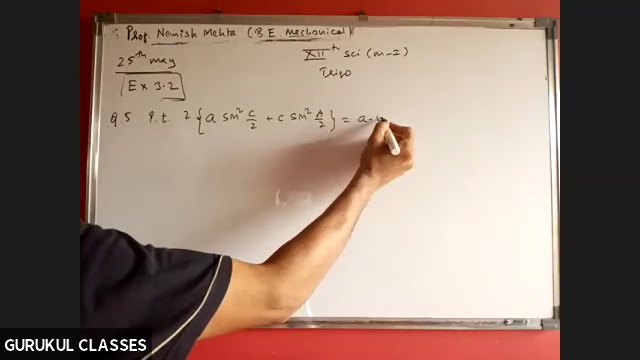 ∴ Prof. Nemish Mehta (B.E. Mechanical)
25th may
XIIth sci (m-I)
Trigo
Ex 3.2
Q.5 P.t. 2 {a sin² C/2 + c sin² A/2} = a-
GURUKUL CLASSES